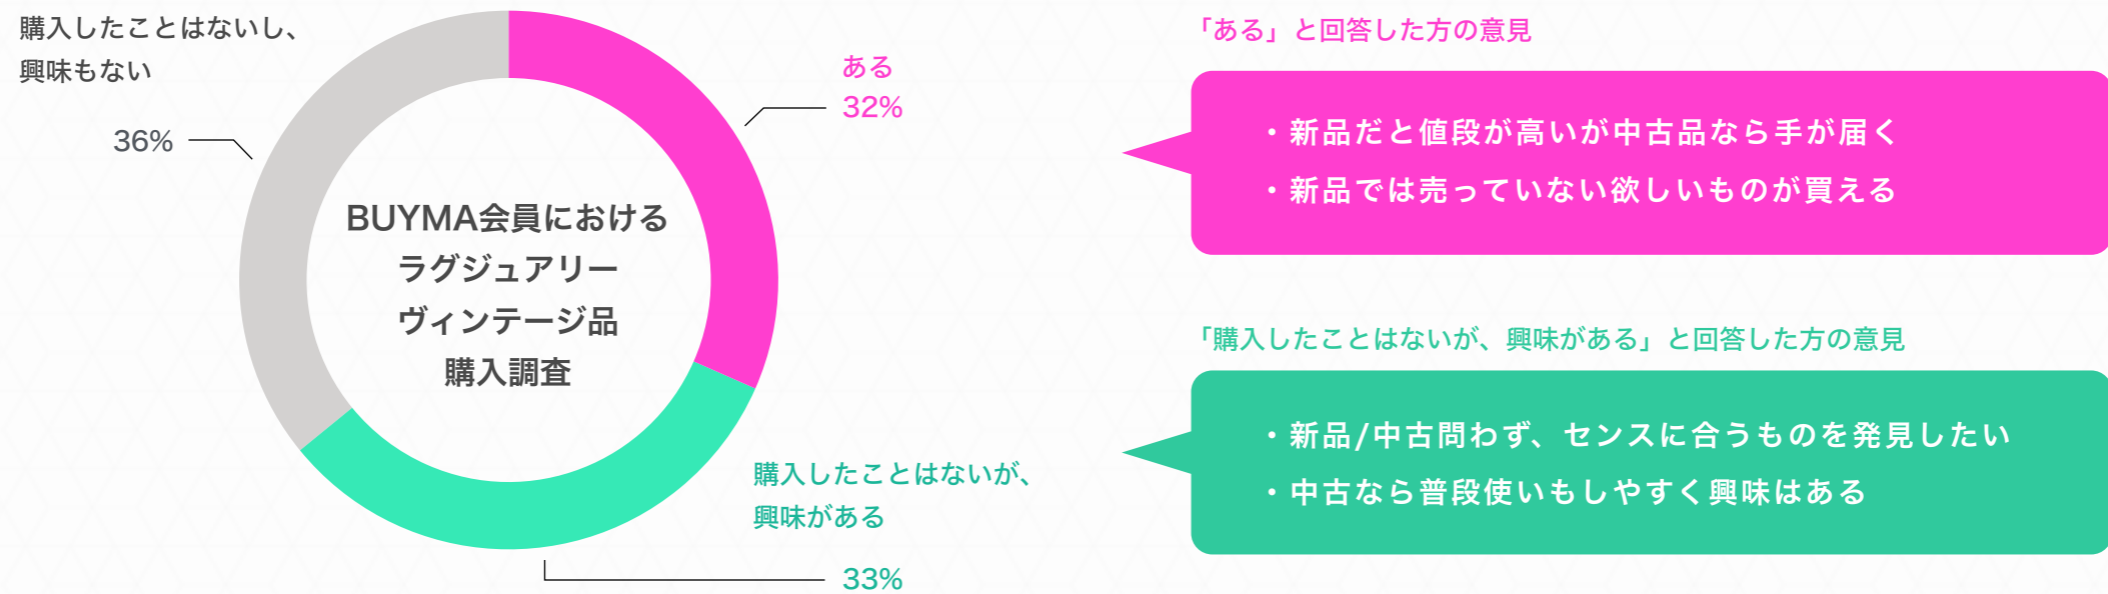 購入したことはないし、
興味もない
36%
ある
32%
BUYMA会員における
ラグジュアリー
ヴィンテージ品
購入調査
購入したことはないが、
興味がある
33%
「ある」と回答した方の意見
・新品だと値段が高いが中古品なら手が届く
・新品では売っていない欲しいものが買える
「購入したことはないが、興味がある」と回答した方の意見
・新品/中古問わず、センスに合うものを発見したい
・中古なら普段使いもしやすく興味はある